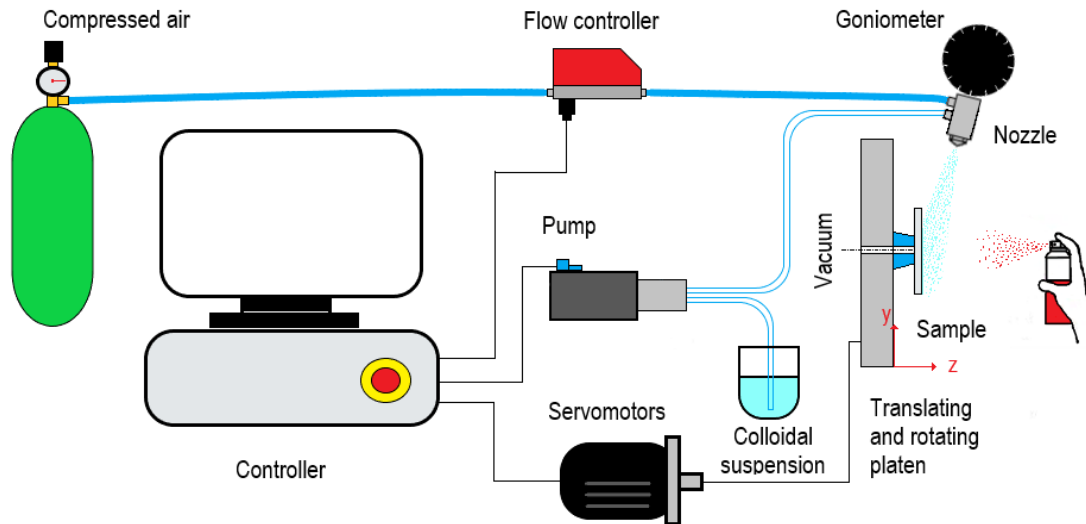 Compressed air
Flow controller
Goniometer
Nozzle
Pump
Vacuum
y
Sample
z
Servomotors
Colloidal
suspension
Translating
and rotating
platen
Controller